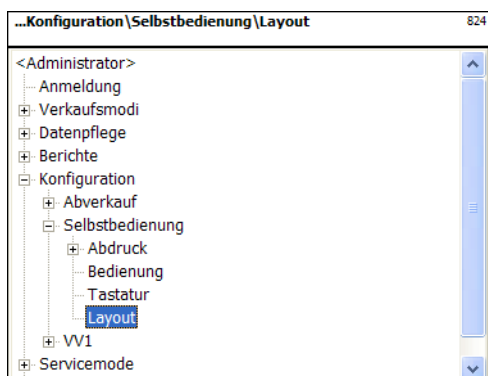 ...Konfiguration\Selbstbedienung\Layout 824
<Administrator>
Anmeldung
Verkaufsmodi
Datenpflege
Berichte
Konfiguration
Abverkauf
Selbstbedienung
Abdruck
Bedienung
Tastatur
Layout
VV1
Servicemode